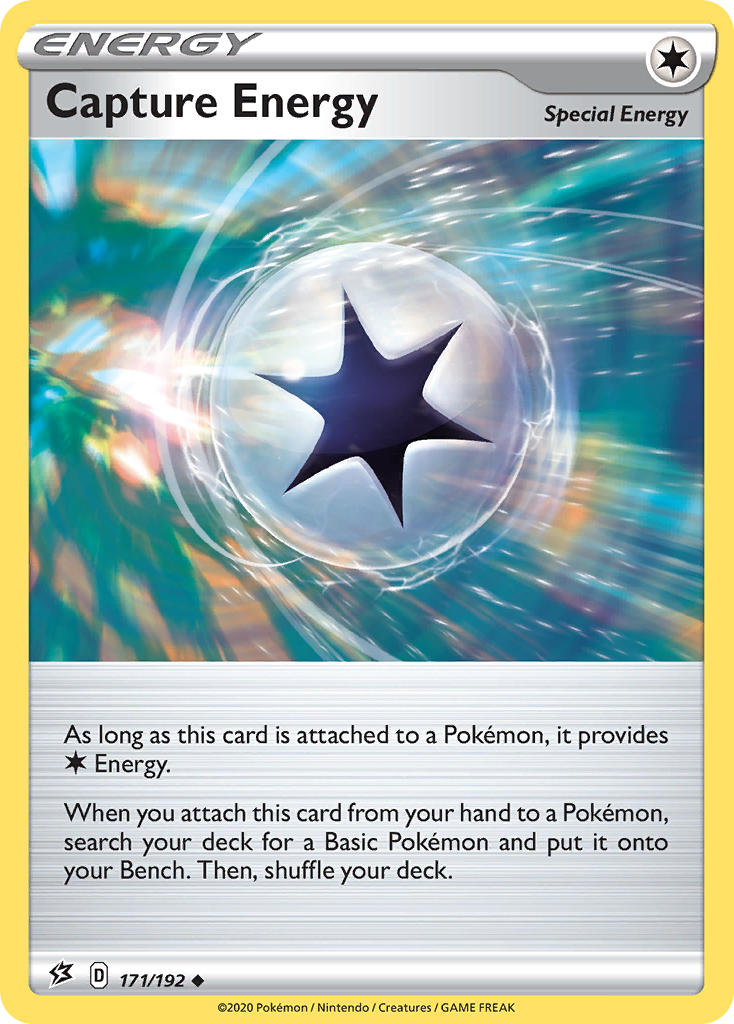 ENERGY
Capture Energy
Special Energy
As long as this card is attached to a Pokémon, it provides
Energy.
When you attach this card from your hand to a Pokémon,
search your deck for a Basic Pokémon and put it onto
your Bench. Then, shuffle your deck.
D 171/192
©2020 Pokémon / Nintendo / Creatures / GAME FREAK